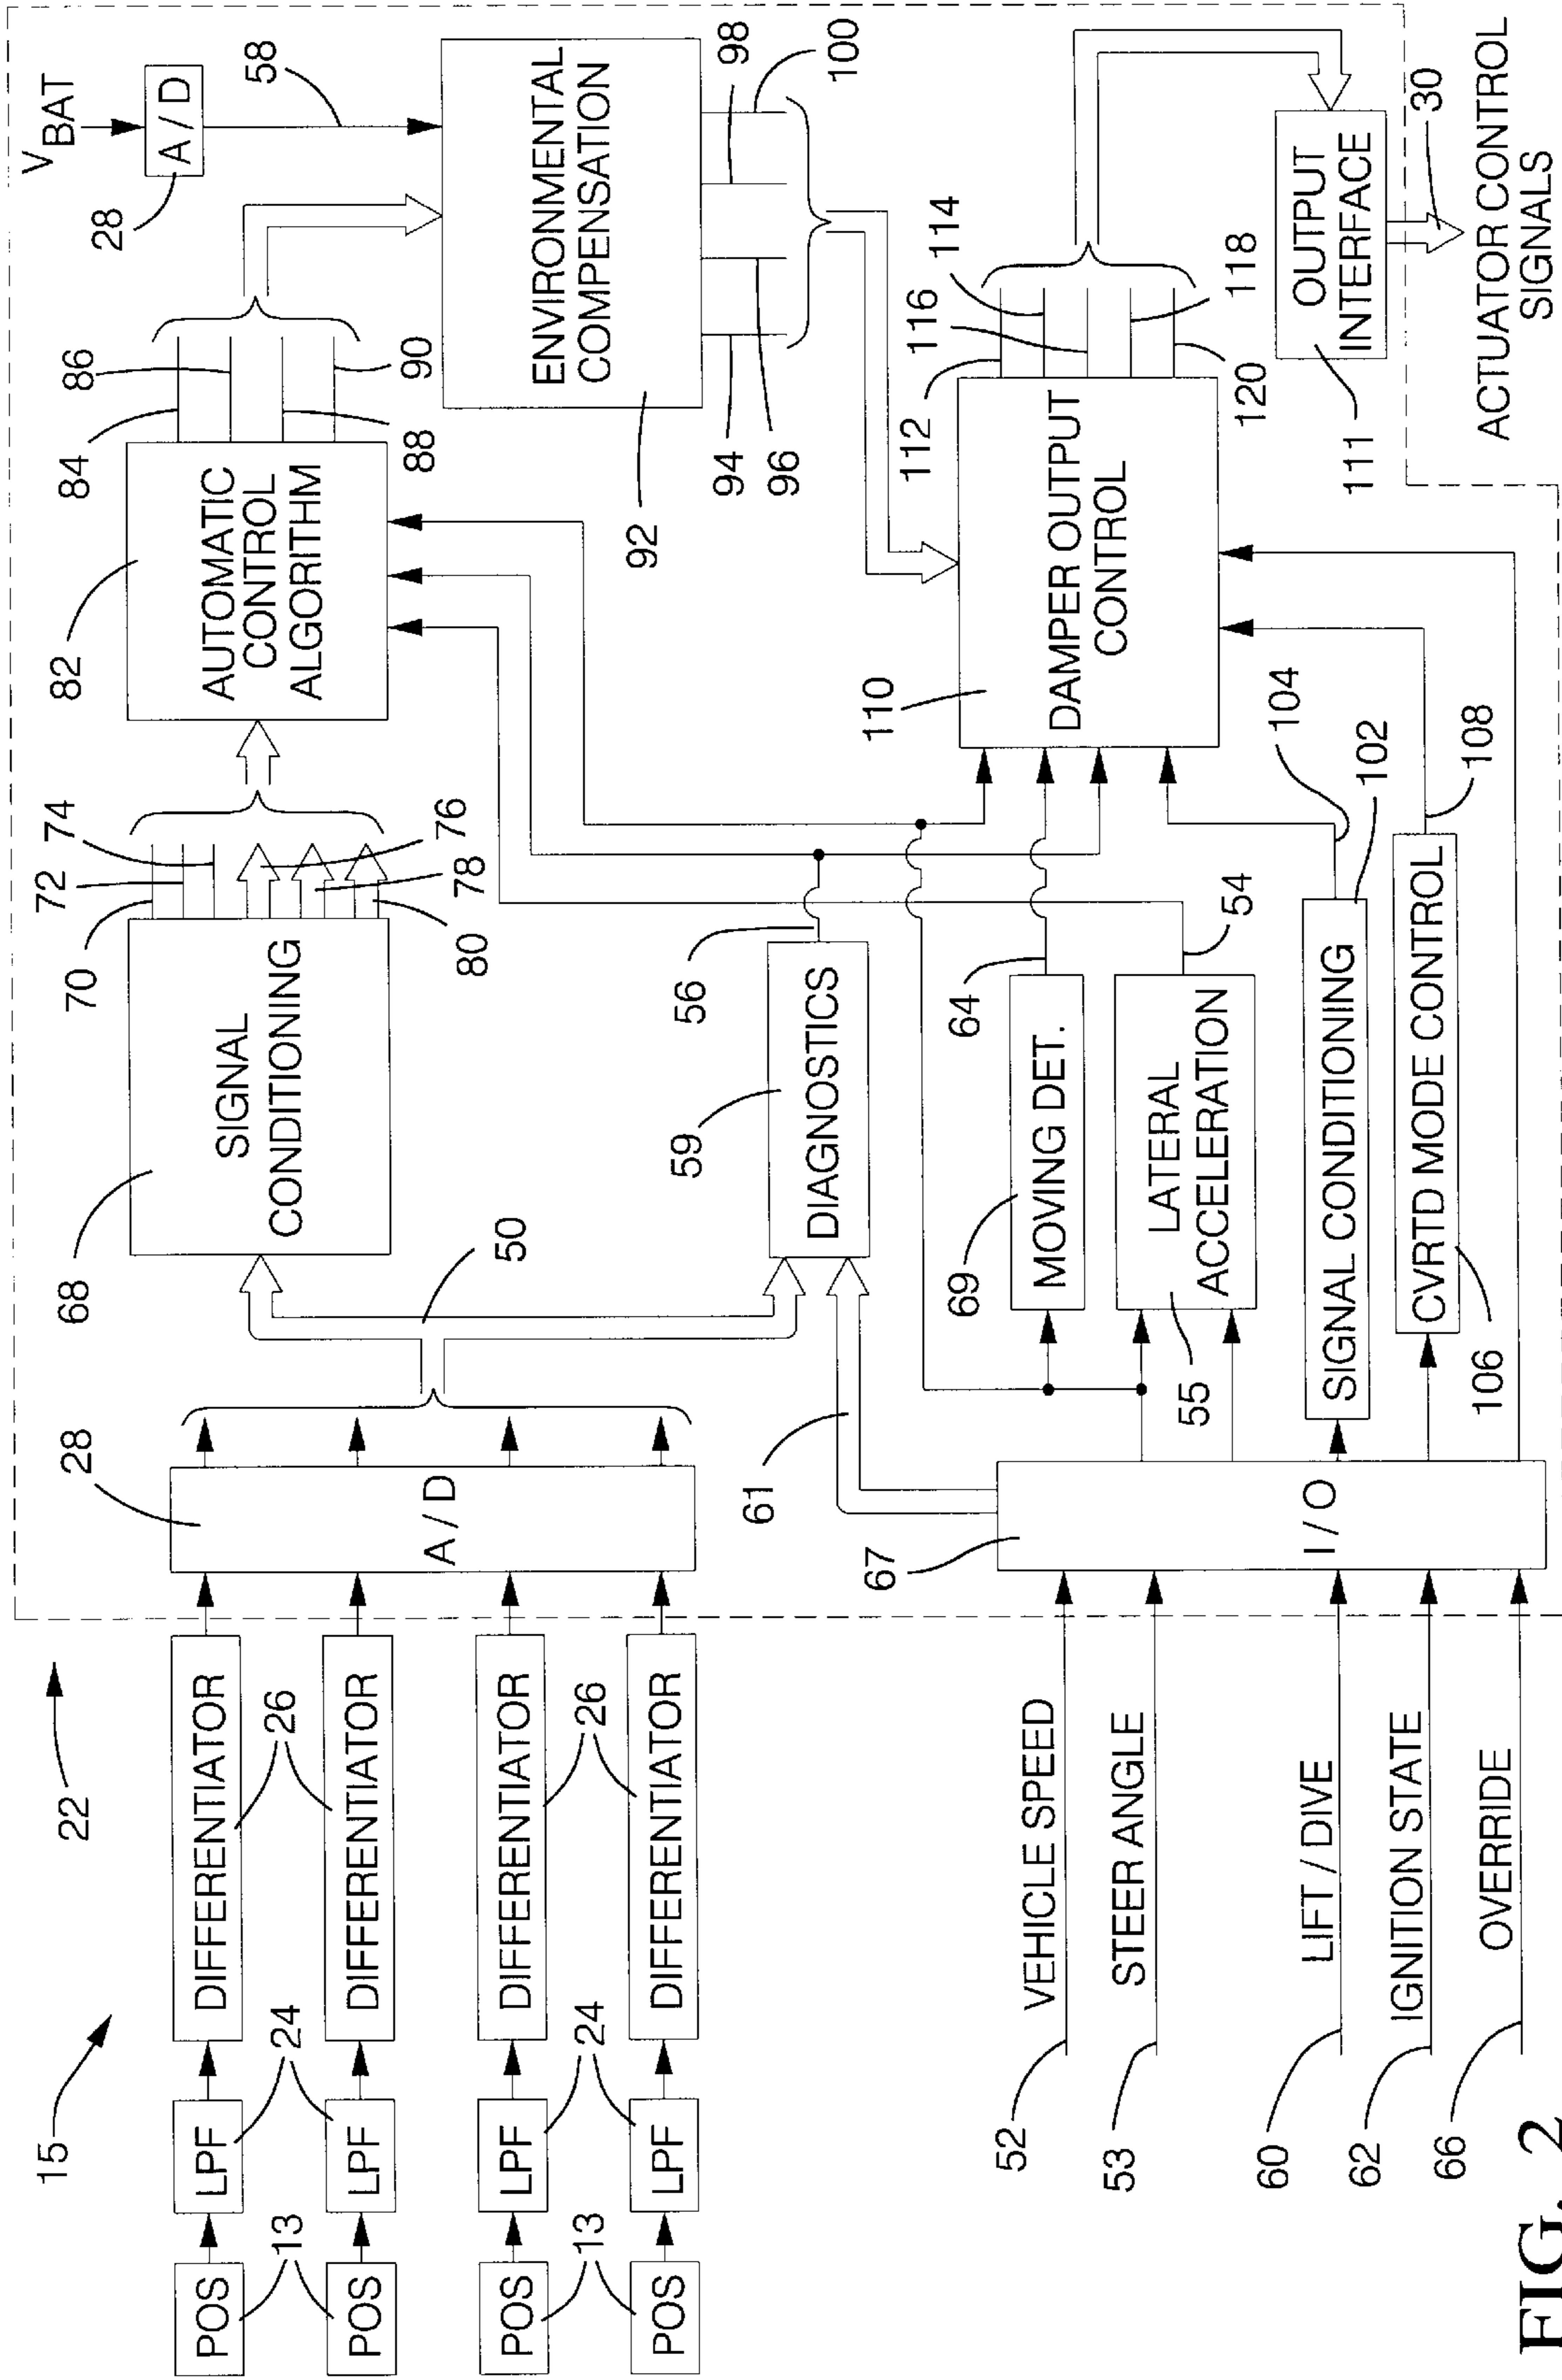 15
22
POS
LPF
DIFFERENTIATOR
13
24
26
POS
LPF
DIFFERENTIATOR
POS
LPF
DIFFERENTIATOR
13
24
26
POS
LPF
DIFFERENTIATOR
28
A / D
50
68
SIGNAL
CONDITIONING
70
72
74
76
78
80
82
AUTOMATIC
CONTROL
ALGORITHM
84
86
88
90
V BAT
28
A / D
58
92
ENVIRONMENTAL
COMPENSATION
94
96
98
100
59
DIAGNOSTICS
56
61
52
VEHICLE SPEED
53
STEER ANGLE
60
LIFT / DIVE
62
IGNITION STATE
66
OVERRIDE
67
I / O
69
MOVING DET.
64
55
LATERAL
ACCELERATION
54
SIGNAL CONDITIONING
102
104
CVRTD MODE CONTROL
106
108
110
DAMPER OUTPUT
CONTROL
112
116
114
118
120
111
OUTPUT
INTERFACE
30
ACTUATOR CONTROL
SIGNALS
FIG. 2